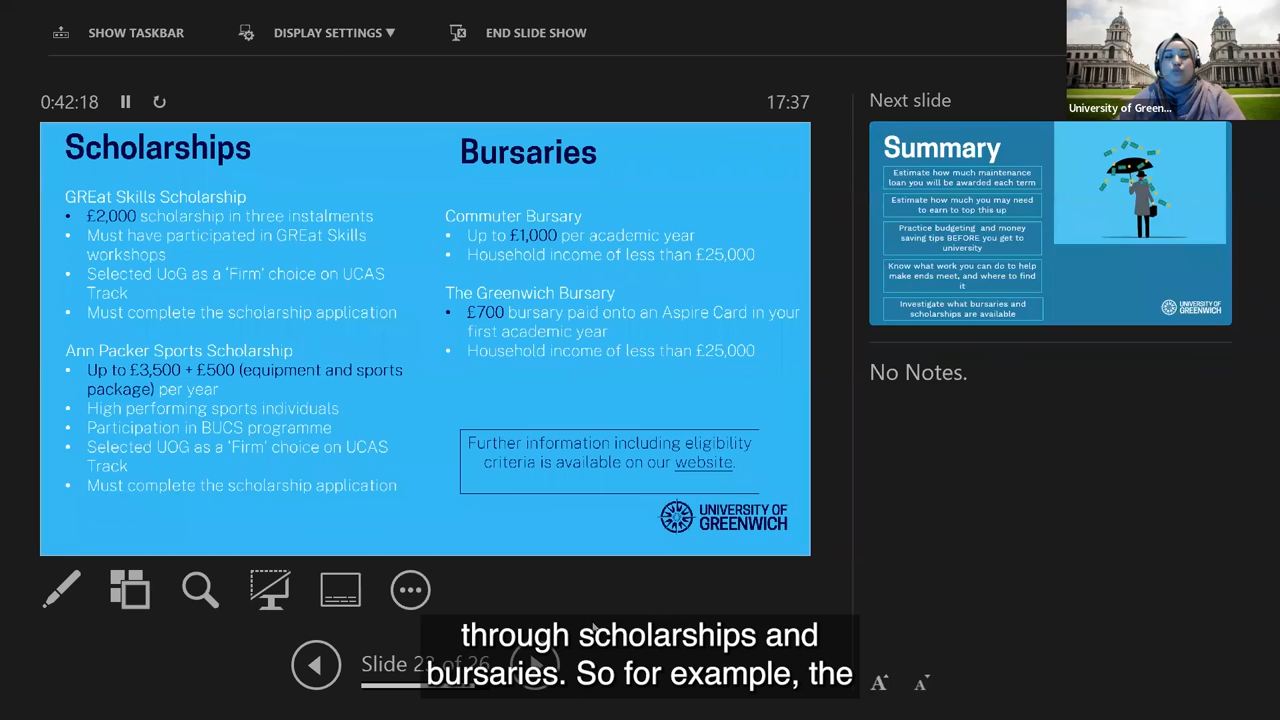 SHOW TASKBAR
DISPLAY SETTINGS ▼
END SLIDE SHOW
University of Green...
0:42:18
17:37
Next slide
Scholarships
GREat Skills Scholarship
• £2,000 scholarship in three instalments
• Must have participated in GREat Skills
workshops
• Selected UoG as a 'Firm' choice on UCAS
Track
• Must complete the scholarship application
Ann Packer Sports Scholarship
• Up to £3,500 + £500 (equipment and sports
package) per year
• High performing sports individuals
• Participation in BUCS programme
• Selected UOG as a 'Firm' choice on UCAS
Track
• Must complete the scholarship application
Bursaries
Commuter Bursary
• Up to £1,000 per academic year
• Household income of less than £25,000
The Greenwich Bursary
• £700 bursary paid onto an Aspire Card in your
first academic year
• Household income of less than £25,000
Further information including eligibility
criteria is available on our website.
UNIVERSITY OF
GREENWICH
Summary
Estimate how much maintenance
loan you will be awarded each term
Estimate how much you may need
to earn to top this up
Practice budgeting and money
saving tips BEFORE you get to
university
Know what work you can do to help
make ends meet, and where to find
it
Investigate what bursaries and
scholarships are available
UNIVERSITY OF
GREENWICH
No Notes.
through scholarships and
bursaries. So for example, the
Slide of 26
A A